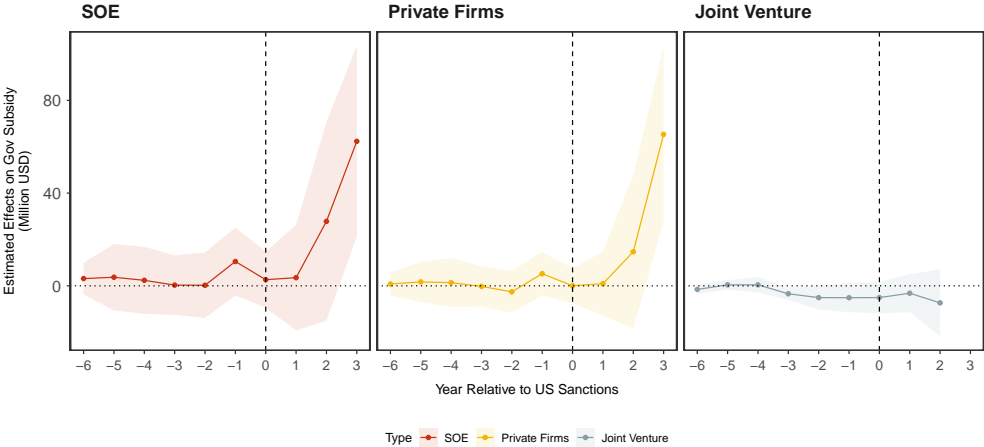 SOE
Private Firms
Joint Venture
Estimated Effects on Gov Subsidy
(Million USD)
80
40
0
−6 −5 −4 −3 −2 −1 0 1 2 3
−6 −5 −4 −3 −2 −1 0 1 2 3
−6 −5 −4 −3 −2 −1 0 1 2 3
Year Relative to US Sanctions
Type SOE Private Firms Joint Venture